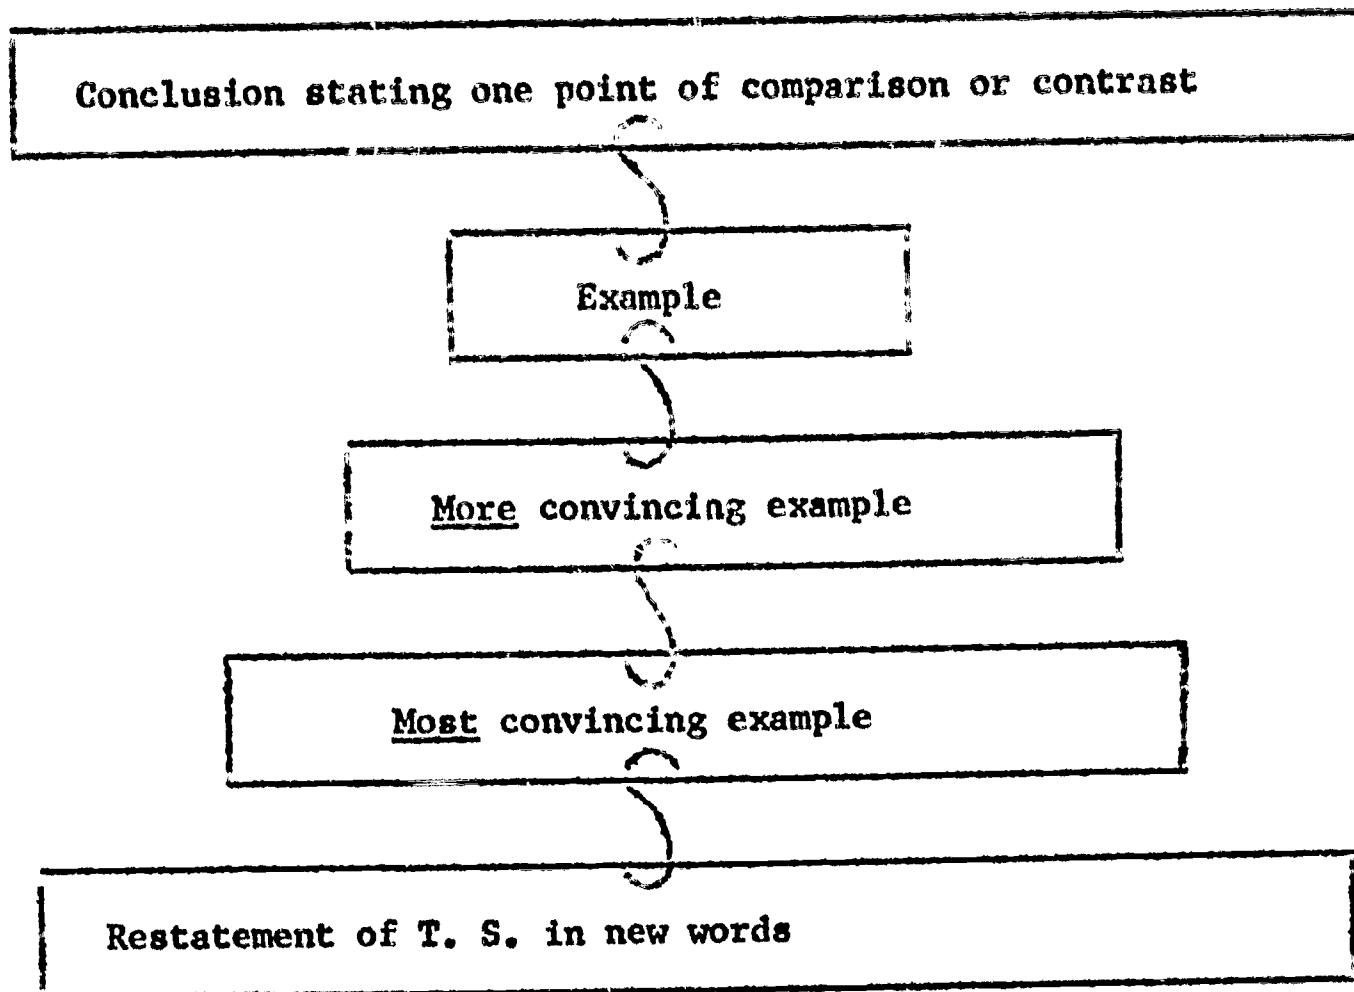 Conclusion stating one point of comparison or contrast
Example
More convincing example
Most convincing example
Restatement of T. S. in new words